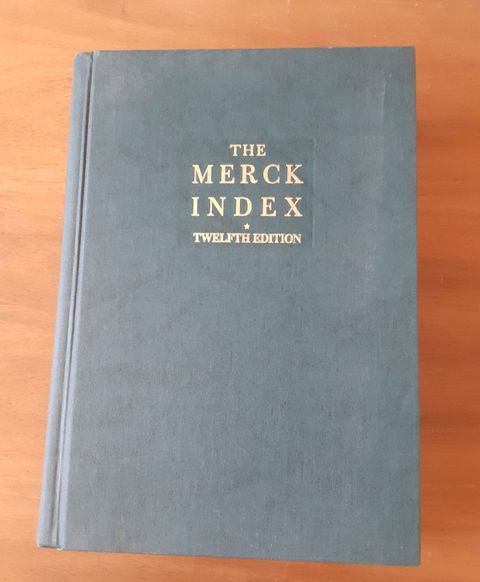 THE
MERCK
INDEX
★
TWELFTH EDITION